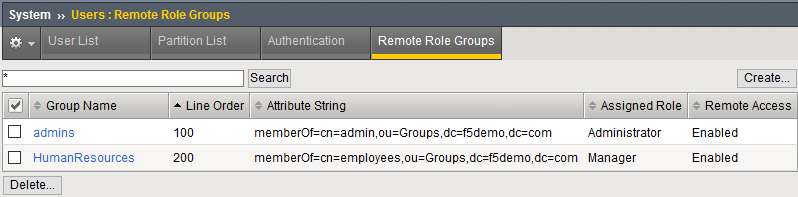 System ›› Users : Remote Role Groups
User List Partition List Authentication Remote Role Groups
* Search Create...
Group Name Line Order Attribute String Assigned Role Remote Access
admins 100 memberOf=cn=admin,ou=Groups,dc=f5demo,dc=com Administrator Enabled
HumanResources 200 memberOf=cn=employees,ou=Groups,dc=f5demo,dc=com Manager Enabled
Delete...